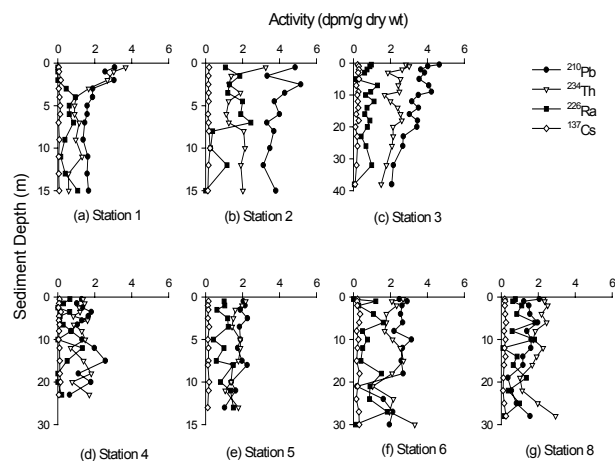 Activity (dpm/g dry wt)
0 2 4 6 0 2 4 6 0 2 4 6
0 0 0
5 5 10
10 10 20
30
15 15 40
(a) Station 1 (b) Station 2 (c) Station 3
²¹⁰Pb
²³⁴Th
²²⁶Ra
¹³⁷Cs
Sediment Depth (m)
0 2 4 6 0 2 4 6 0 2 4 6 0 2 4 6
0 0 0 0
10 5 10 10
20 10 20 20
30 15 30 30
(d) Station 4 (e) Station 5 (f) Station 6 (g) Station 8